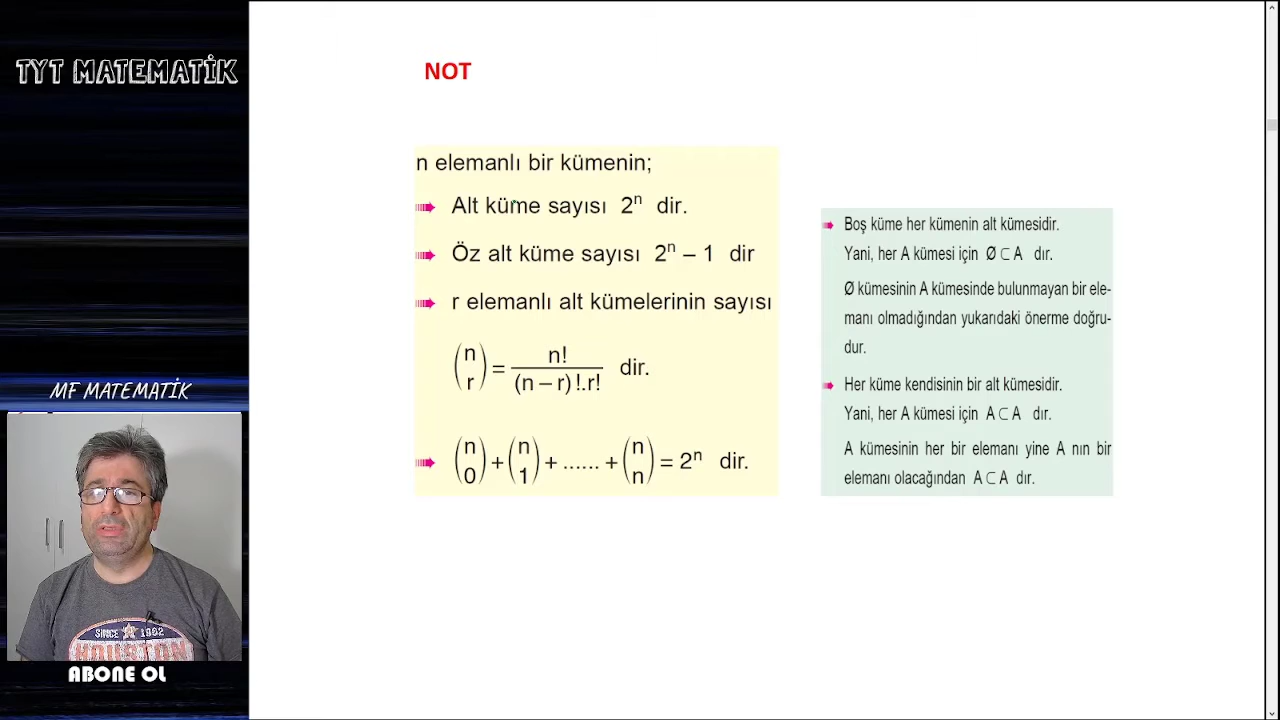 TYT MATEMATİK
MF MATEMATİK
SINCE 1962
HOUSTON
ABONE OL
NOT
n elemanlı bir kümenin;
Alt küme sayısı 2ⁿ dir.
Öz alt küme sayısı 2ⁿ – 1 dir
r elemanlı alt kümelerinin sayısı
(n r) = n! / (n – r)!.r! dir.
(n 0) + (n 1) + ...... + (n n) = 2ⁿ dir.
Boş küme her kümenin alt kümesidir.
Yani, her A kümesi için Ø ⊂ A dır.
Ø kümesinin A kümesinde bulunmayan bir ele-
manı olmadığından yukarıdaki önerme doğru-
dur.
Her küme kendisinin bir alt kümesidir.
Yani, her A kümesi için A ⊂ A dır.
A kümesinin her bir elemanı yine A nın bir
elemanı olacağından A ⊂ A dır.